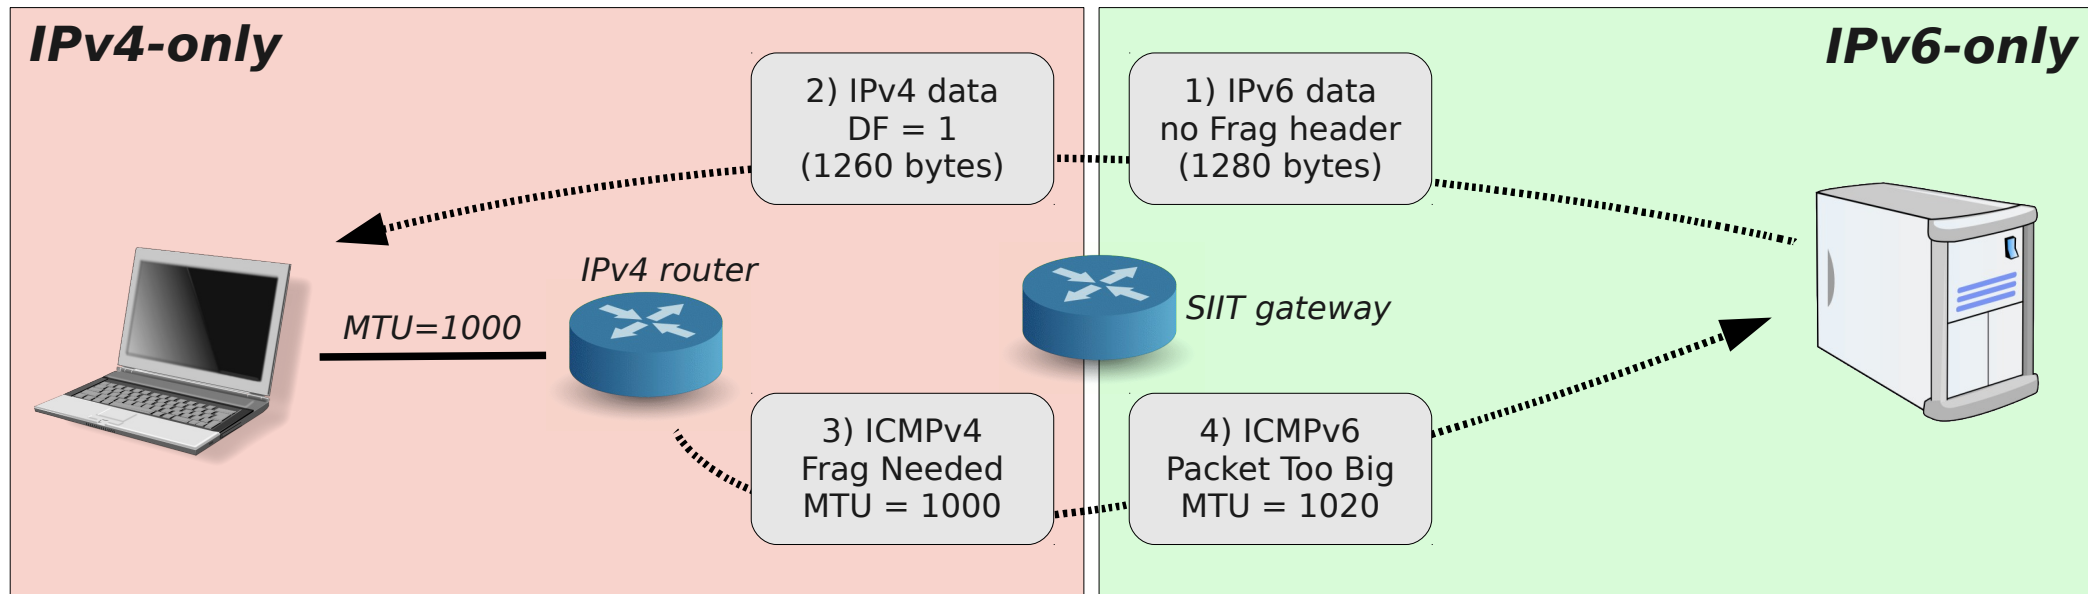 IPv4-only
IPv6-only
2) IPv4 data
DF = 1
(1260 bytes)
1) IPv6 data
no Frag header
(1280 bytes)
IPv4 router
SIIT gateway
MTU=1000
3) ICMPv4
Frag Needed
MTU = 1000
4) ICMPv6
Packet Too Big
MTU = 1020